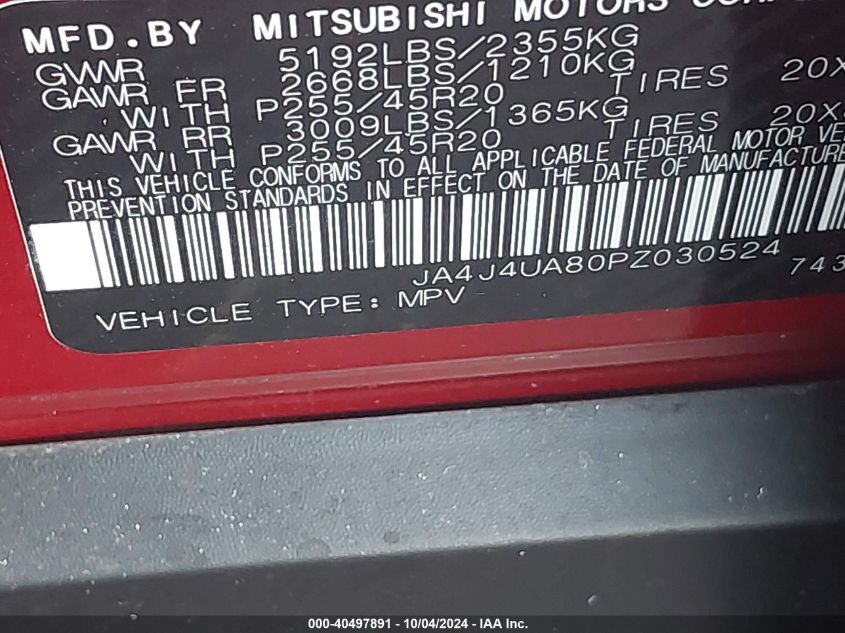 MFD.BY MITSUBISHI MOTORS
GVWR 5192LBS/2355KG
GAWR FR 2668LBS/1210KG
WITH P255/45R20 TIRES 20X
GAWR RR 3009LBS/1365KG
WITH P255/45R20 TIRES 20X
THIS VEHICLE CONFORMS TO ALL APPLICABLE FEDERAL MOTOR
PREVENTION STANDARDS IN EFFECT ON THE DATE OF MANUFACTURE
JA4J4UA80PZ030524
743
VEHICLE TYPE: MPV
000-40497891 - 10/04/2024 - IAA Inc.